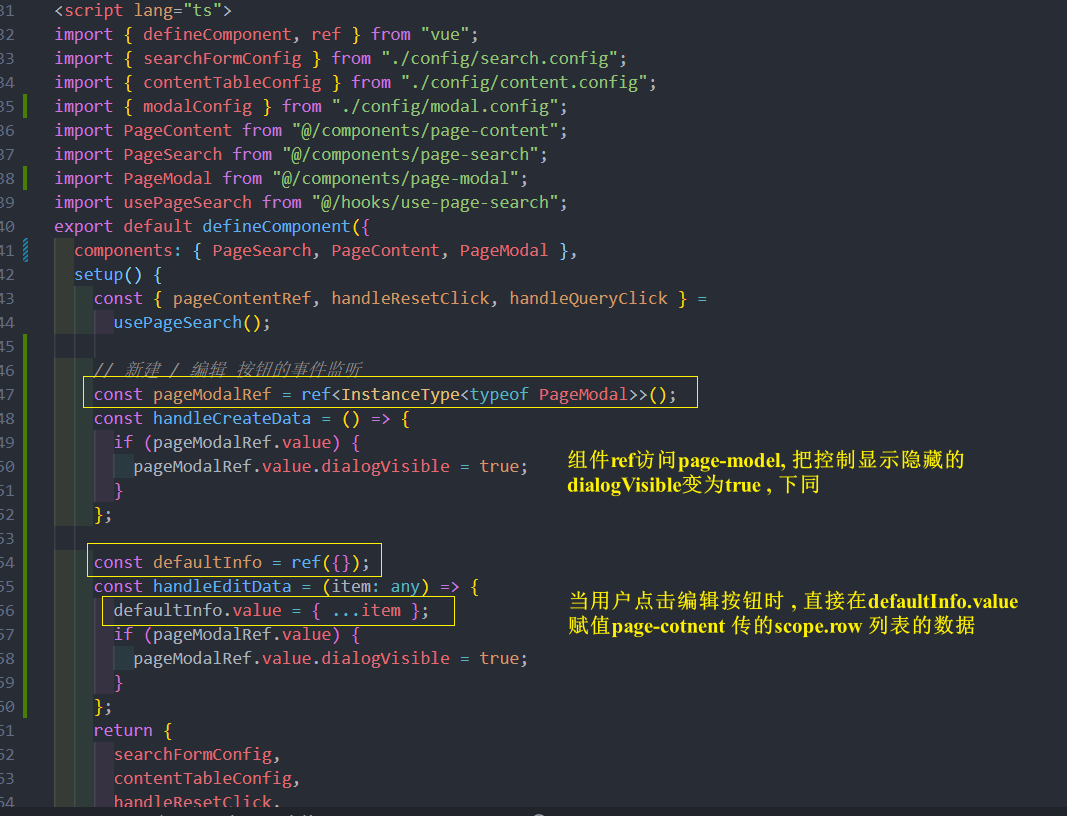 31 <script lang="ts">
32 import { defineComponent, ref } from "vue";
33 import { searchFormConfig } from "./config/search.config";
34 import { contentTableConfig } from "./config/content.config";
35 import { modalConfig } from "./config/modal.config";
36 import PageContent from "@/components/page-content";
37 import PageSearch from "@/components/page-search";
38 import PageModal from "@/components/page-modal";
39 import usePageSearch from "@/hooks/use-page-search";
40 export default defineComponent({
41 components: { PageSearch, PageContent, PageModal },
42 setup() {
43 const { pageContentRef, handleResetClick, handleQueryClick } =
44 usePageSearch();
45
46 // 新建 / 编辑 按钮的事件监听
47 const pageModalRef = ref<InstanceType<typeof PageModal>>();
48 const handleCreateData = () => {
49 if (pageModalRef.value) {
50 pageModalRef.value.dialogVisible = true;
51 }
52 };
组件ref访问page-model, 把控制显示隐藏的
dialogVisible变为true , 下同
53
54 const defaultInfo = ref({});
55 const handleEditData = (item: any) => {
56 defaultInfo.value = { ...item };
57 if (pageModalRef.value) {
58 pageModalRef.value.dialogVisible = true;
59 }
60 };
当用户点击编辑按钮时 , 直接在defaultInfo.value
赋值page-cotnent 传的scope.row 列表的数据
61 return {
62 searchFormConfig,
63 contentTableConfig,
64 handleResetClick,